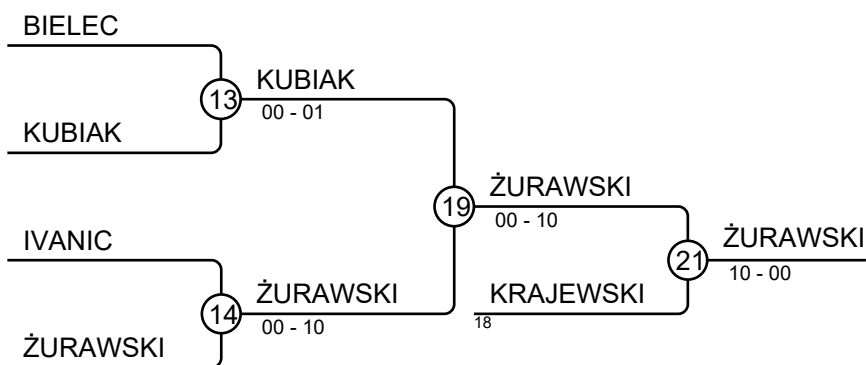 BIELEC
13
KUBIAK
00 - 01
KUBIAK
19
ŻURAWSKI
00 - 10
IVANIC
21
ŻURAWSKI
10 - 00
14
ŻURAWSKI
00 - 10
KRAJEWSKI
18
ŻURAWSKI